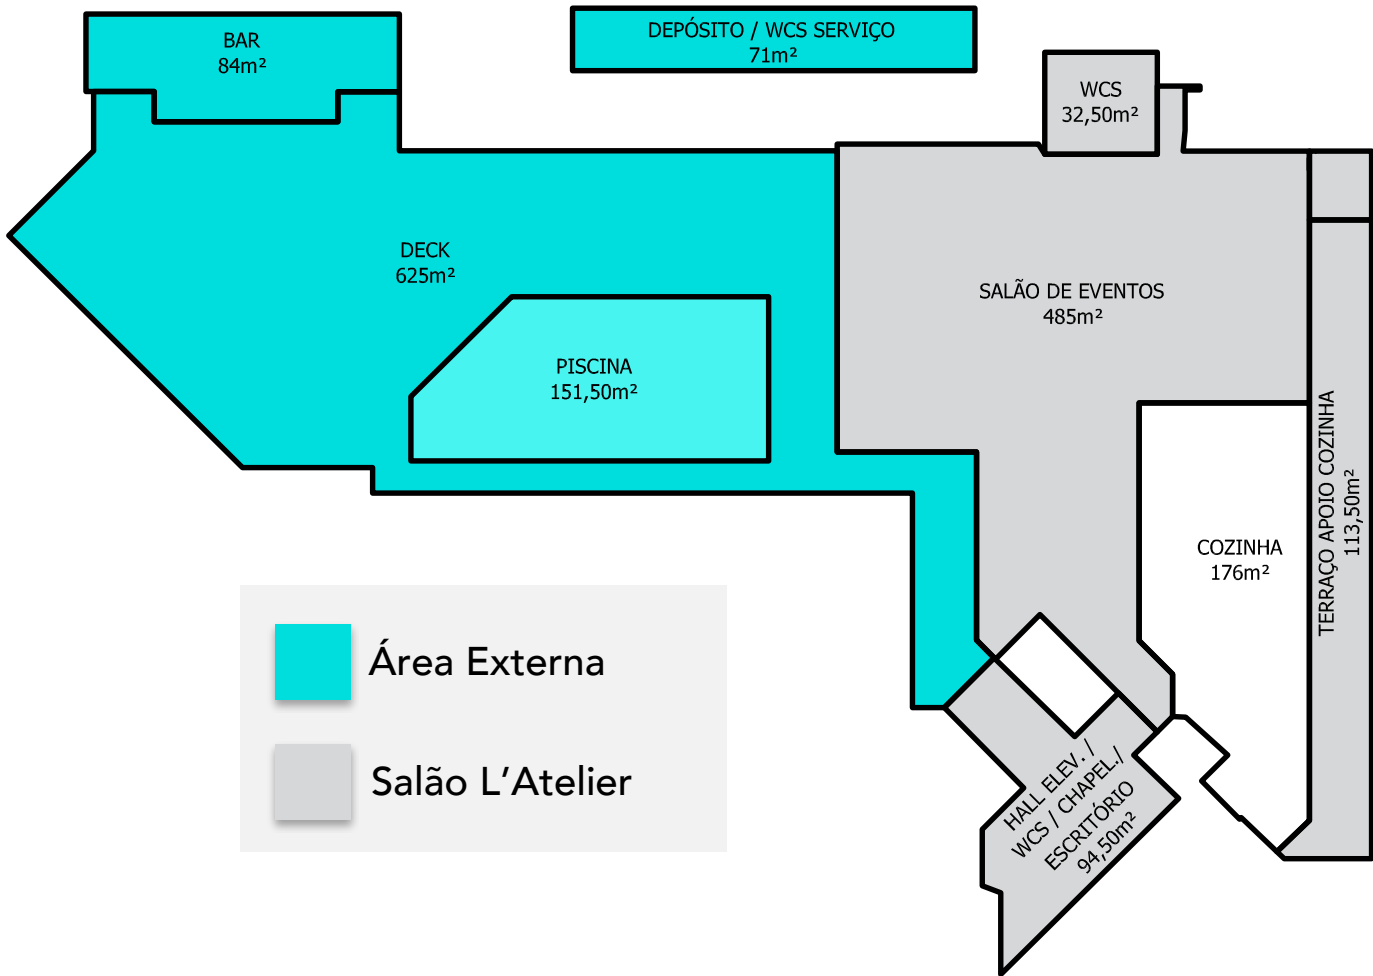 BAR
84m²
DEPÓSITO / WCS SERVIÇO
71m²
WCS
32,50m²
DECK
625m²
SALÃO DE EVENTOS
485m²
PISCINA
151,50m²
COZINHA
176m²
TERRAÇO APOIO COZINHA
113,50m²
HALL ELEV. /
WCS / CHAPEL./
ESCRITÓRIO
94,50m²
Área Externa
Salão L’Atelier